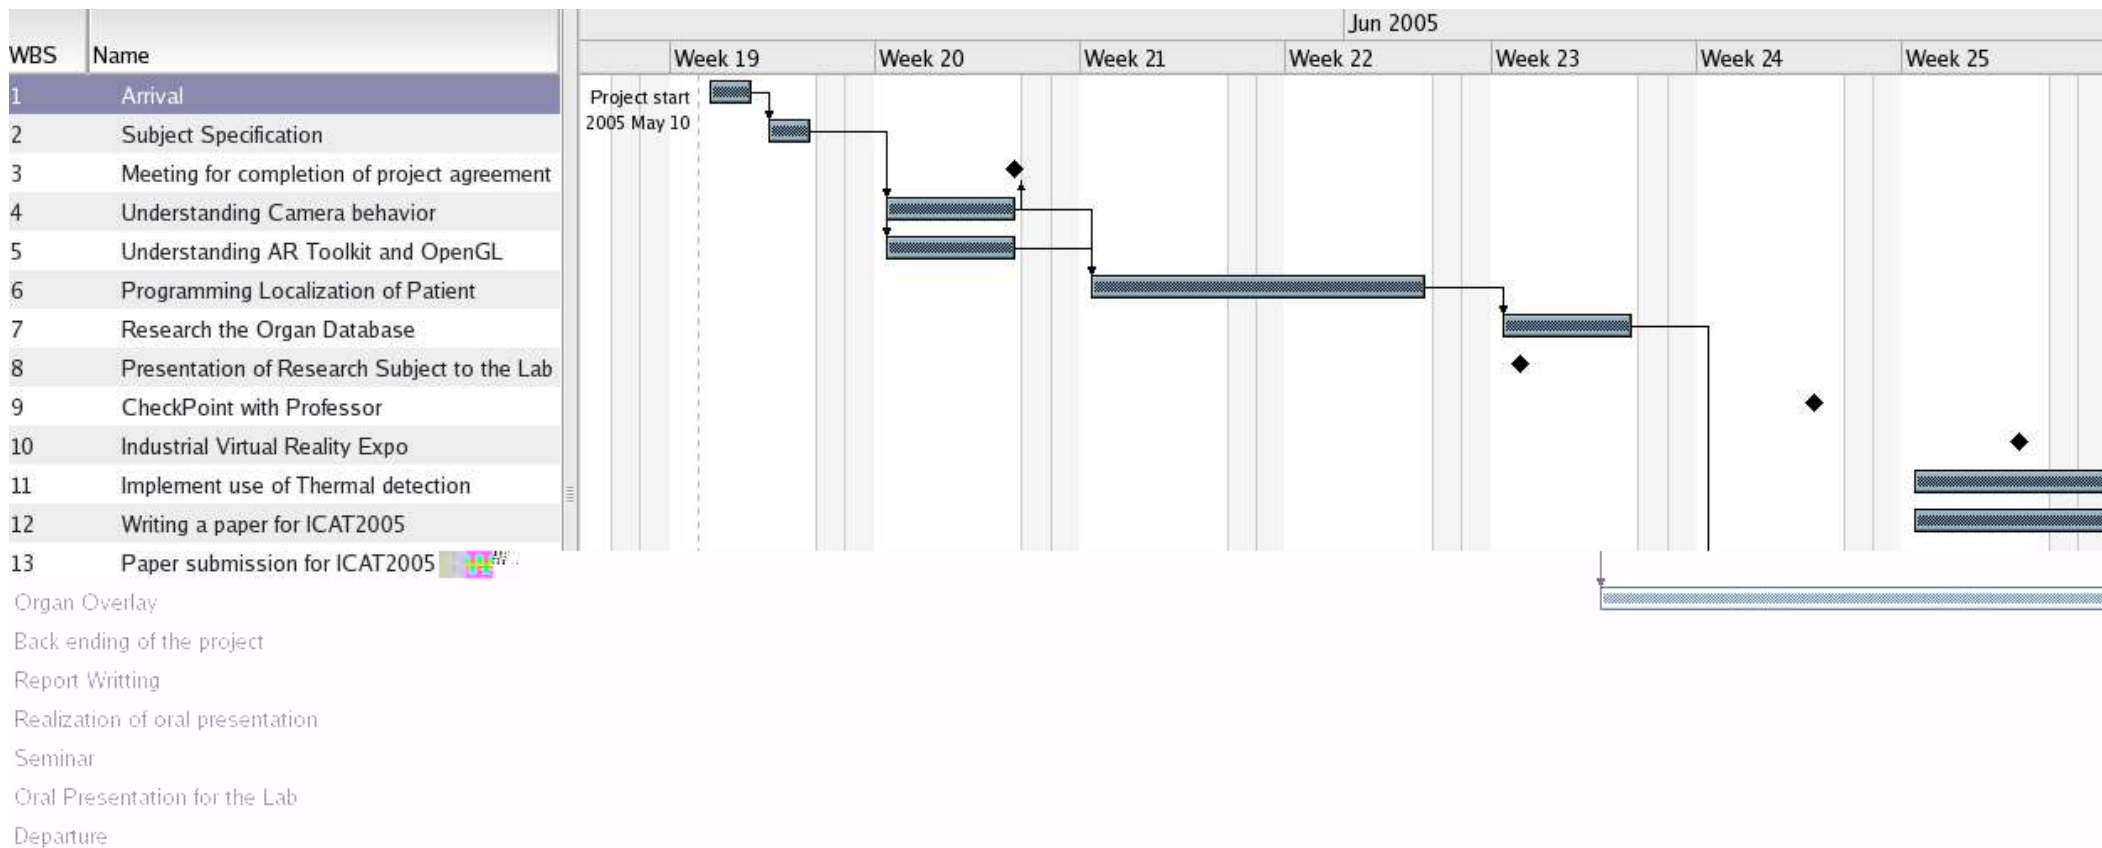 Jun 2005
WBS Name Week 19 Week 20 Week 21 Week 22 Week 23 Week 24 Week 25
1 Arrival
Project start
2005 May 10
2 Subject Specification
3 Meeting for completion of project agreement
4 Understanding Camera behavior
5 Understanding AR Toolkit and OpenGL
6 Programming Localization of Patient
7 Research the Organ Database
8 Presentation of Research Subject to the Lab
9 CheckPoint with Professor
10 Industrial Virtual Reality Expo
11 Implement use of Thermal detection
12 Writing a paper for ICAT2005
13 Paper submission for ICAT2005
Organ Overlay
Back ending of the project
Report Writting
Realization of oral presentation
Seminar
Oral Presentation for the Lab
Departure